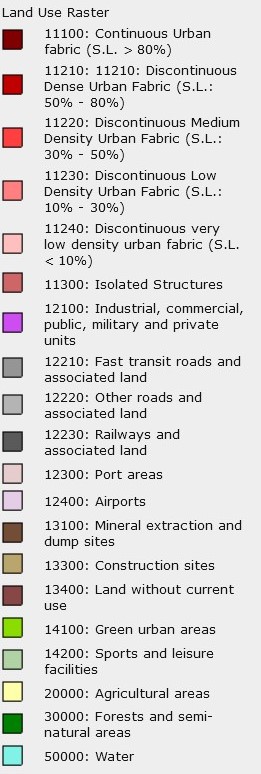 Land Use Raster
11100: Continuous Urban
fabric (S.L. > 80%)
11210: 11210: Discontinuous
Dense Urban Fabric (S.L.:
50% - 80%)
11220: Discontinuous Medium
Density Urban Fabric (S.L.:
30% - 50%)
11230: Discontinuous Low
Density Urban Fabric (S.L.:
10% - 30%)
11240: Discontinuous very
low density urban fabric (S.L.
< 10%)
11300: Isolated Structures
12100: Industrial, commercial,
public, military and private
units
12210: Fast transit roads and
associated land
12220: Other roads and
associated land
12230: Railways and
associated land
12300: Port areas
12400: Airports
13100: Mineral extraction and
dump sites
13300: Construction sites
13400: Land without current
use
14100: Green urban areas
14200: Sports and leisure
facilities
20000: Agricultural areas
30000: Forests and semi-
natural areas
50000: Water